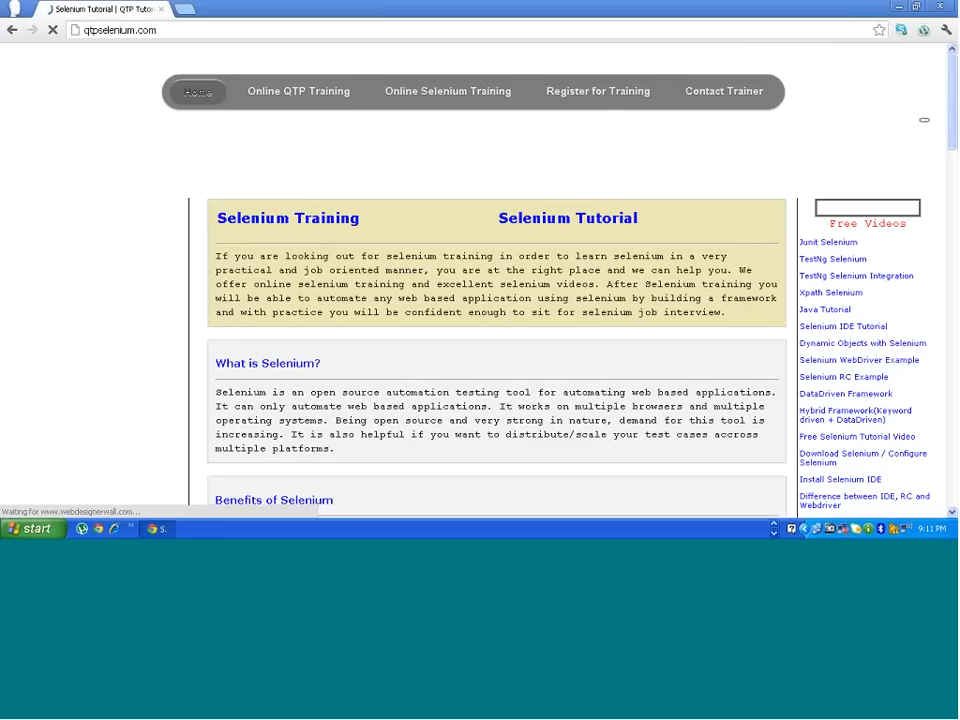 Selenium Tutorial | QTP Tuto
qtpselenium.com
Home
Online QTP Training
Online Selenium Training
Register for Training
Contact Trainer
Selenium Training
Selenium Tutorial
If you are looking out for selenium training in order to learn selenium in a very
practical and job oriented manner, you are at the right place and we can help you. We
offer online selenium training and excellent selenium videos. After Selenium training you
will be able to automate any web based application using selenium by building a framework
and with practice you will be confident enough to sit for selenium job interview.
What is Selenium?
Selenium is an open source automation testing tool for automating web based applications.
It can only automate web based applications. It works on multiple browsers and multiple
operating systems. Being open source and very strong in nature, demand for this tool is
increasing. It is also helpful if you want to distribute/scale your test cases accross
multiple platforms.
Benefits of Selenium
Free Videos
Junit Selenium
TestNg Selenium
TestNg Selenium Integration
Xpath Selenium
Java Tutorial
Selenium IDE Tutorial
Dynamic Objects with Selenium
Selenium WebDriver Example
Selenium RC Example
DataDriven Framework
Hybrid Framework(Keyword
driven + DataDriven)
Free Selenium Tutorial Video
Download Selenium / Configure
Selenium
Install Selenium IDE
Difference between IDE, RC and
Webdriver
Waiting for www.webdesignerwall.com...
start
S.
9:11 PM